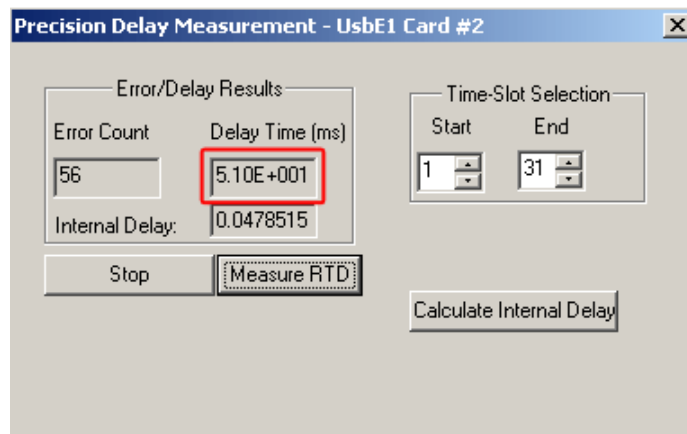 Precision Delay Measurement - UsbE1 Card #2
Error/Delay Results
Error Count Delay Time (ms)
56 5.10E+001
Internal Delay: 0.0478515
Stop Measure RTD
Time-Slot Selection
Start End
1 31
Calculate Internal Delay